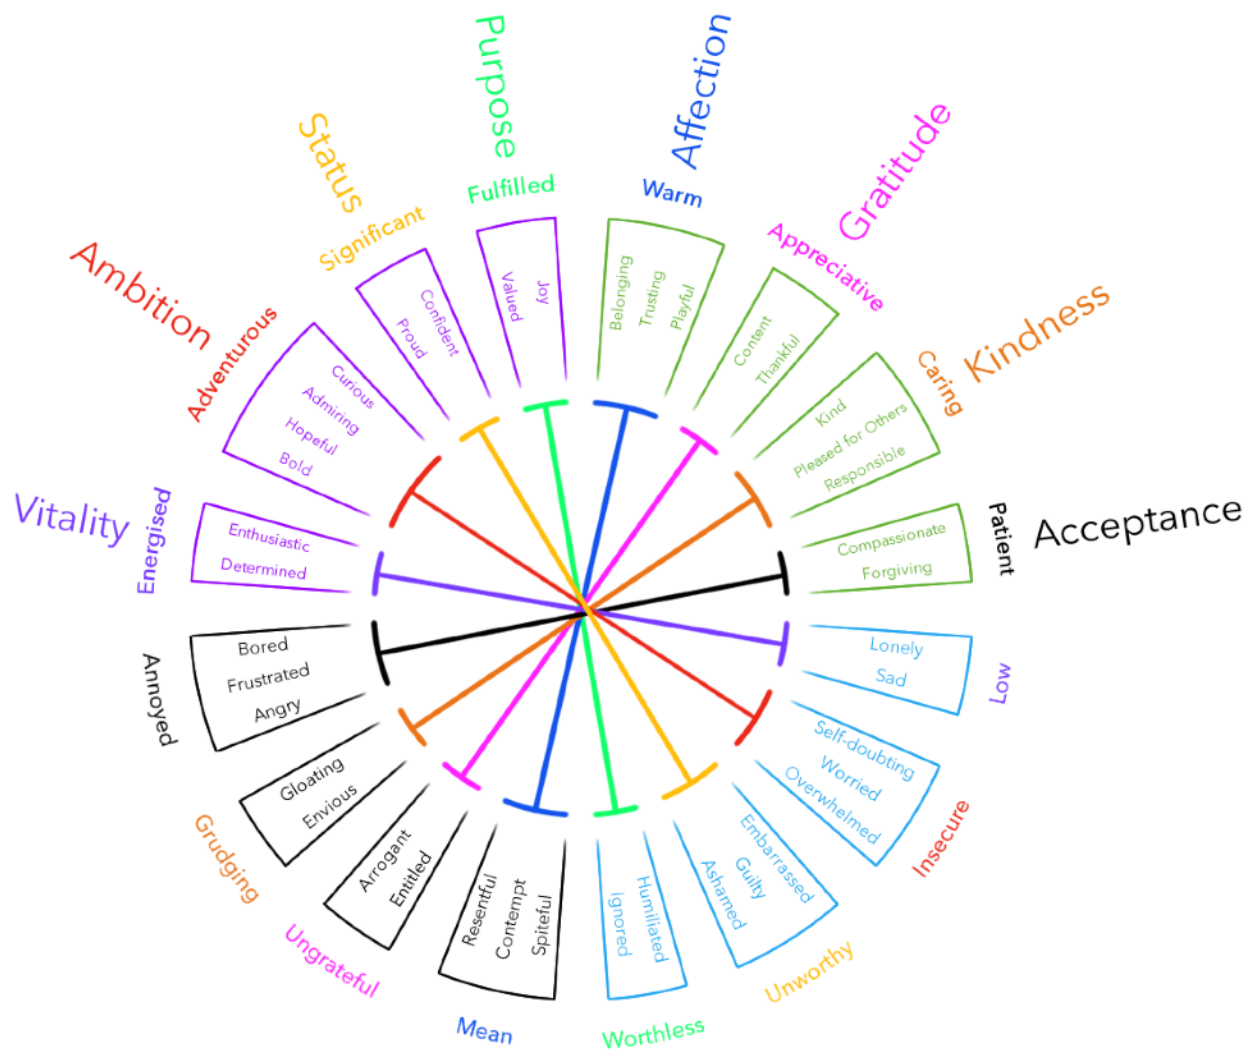 Purpose
Fulfilled
Valued
Joy
Affection
Warm
Belonging
Trusting
Playful
Gratitude
Appreciative
Content
Thankful
Kindness
Caring
Kind
Pleased for Others
Responsible
Acceptance
Patient
Compassionate
Forgiving
Low
Lonely
Sad
Insecure
Self-doubting
Worried
Overwhelmed
Unworthy
Embarrassed
Guilty
Ashamed
Worthless
Humiliated
Ignored
Mean
Resentful
Contempt
Spiteful
Ungrateful
Arrogant
Entitled
Grudging
Gloating
Envious
Annoyed
Bored
Frustrated
Angry
Vitality
Energised
Enthusiastic
Determined
Ambition
Adventurous
Curious
Admiring
Hopeful
Bold
Status
Significant
Confident
Proud